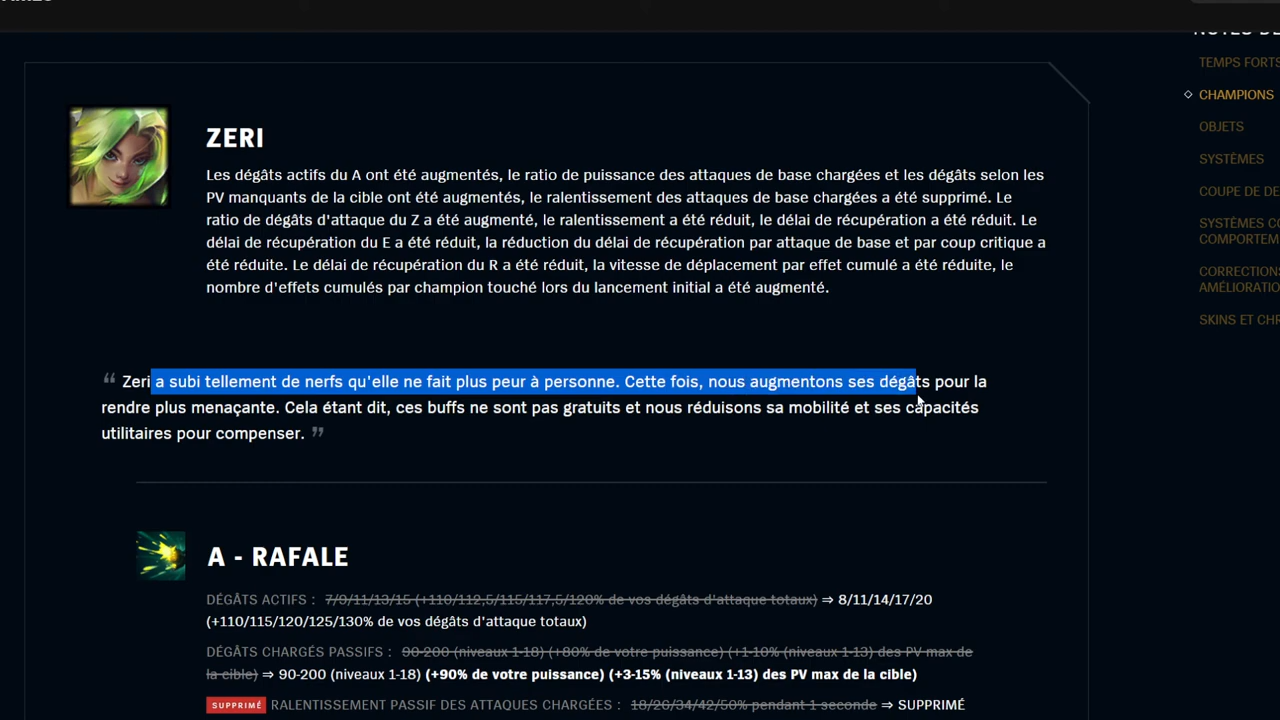 ZERI
Les dégâts actifs du A ont été augmentés, le ratio de puissance des attaques de base chargées et les dégâts selon les
PV manquants de la cible ont été augmentés, le ralentissement des attaques de base chargées a été supprimé. Le
ratio de dégâts d'attaque du Z a été augmenté, le ralentissement a été réduit, le délai de récupération a été réduit. Le
délai de récupération du E a été réduit, la réduction du délai de récupération par attaque de base et par coup critique a
été réduite. Le délai de récupération du R a été réduit, la vitesse de déplacement par effet cumulé a été réduite, le
nombre d'effets cumulés par champion touché lors du lancement initial a été augmenté.
“ Zeri a subi tellement de nerfs qu'elle ne fait plus peur à personne. Cette fois, nous augmentons ses dégâts pour la
rendre plus menaçante. Cela étant dit, ces buffs ne sont pas gratuits et nous réduisons sa mobilité et ses capacités
utilitaires pour compenser. ”
A - RAFALE
DÉGÂTS ACTIFS : 7/9/11/13/15 (+110/112,5/115/117,5/120% de vos dégâts d'attaque totaux) ⇒ 8/11/14/17/20
(+110/115/120/125/130% de vos dégâts d'attaque totaux)
DÉGÂTS CHARGÉS PASSIFS : 90-200 (niveaux 1-18) (+80% de votre puissance) (+1-10% (niveaux 1-13) des PV max de
la cible) ⇒ 90-200 (niveaux 1-18) (+90% de votre puissance) (+3-15% (niveaux 1-13) des PV max de la cible)
SUPPRIMÉ RALENTISSEMENT PASSIF DES ATTAQUES CHARGÉES : 18/26/34/42/50% pendant 1 seconde ⇒ SUPPRIMÉ
TEMPS FORTS
CHAMPIONS
OBJETS
SYSTÈMES
COUPE DE DE
SYSTÈMES CO
COMPORTEM
CORRECTION
AMÉLIORATIO
SKINS ET CHR